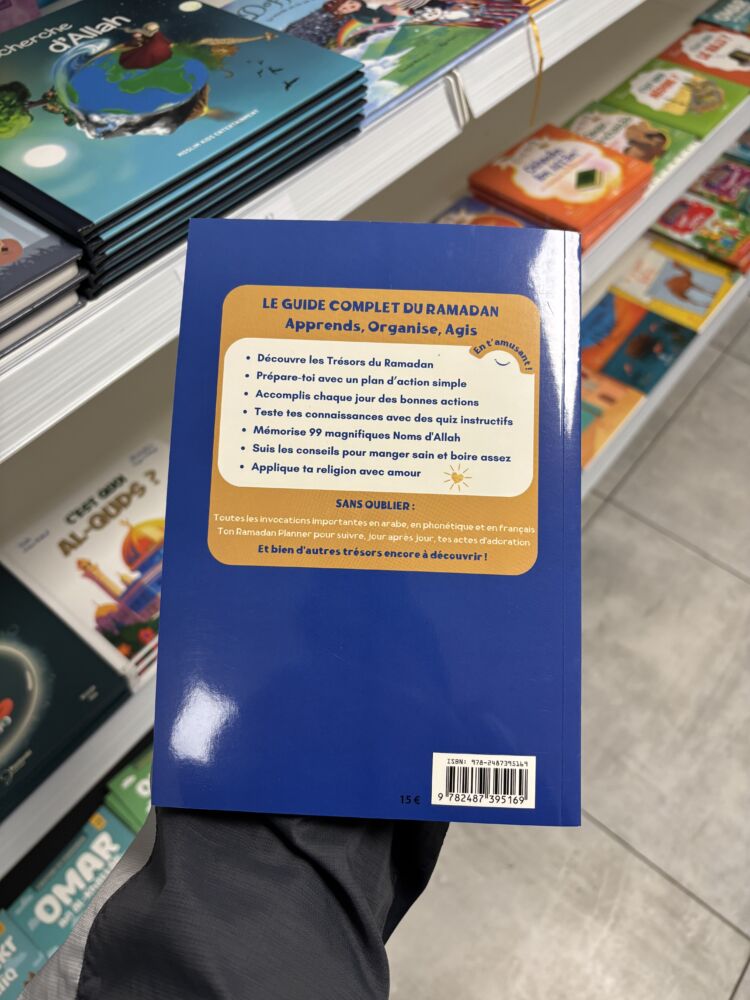 d'Allah
MUSLIM KIDS ENTERTAINMENT
LE GUIDE COMPLET DU RAMADAN
Apprends, Organise, Agis
En t'amusant !
• Découvre les Trésors du Ramadan
• Prépare-toi avec un plan d'action simple
• Accomplis chaque jour des bonnes actions
• Teste tes connaissances avec des quiz instructifs
• Mémorise 99 magnifiques Noms d'Allah
• Suis les conseils pour manger sain et boire assez
• Applique ta religion avec amour
SANS OUBLIER :
Toutes les invocations importantes en arabe, en phonétique et en français
Ton Ramadan Planner pour suivre, jour après jour, tes actes d'adoration
Et bien d'autres trésors encore à découvrir !
ISBN: 978-2487395169
9 782487 395169
15 €
C'EST QUOI
AL-QUDS ?
OMAR